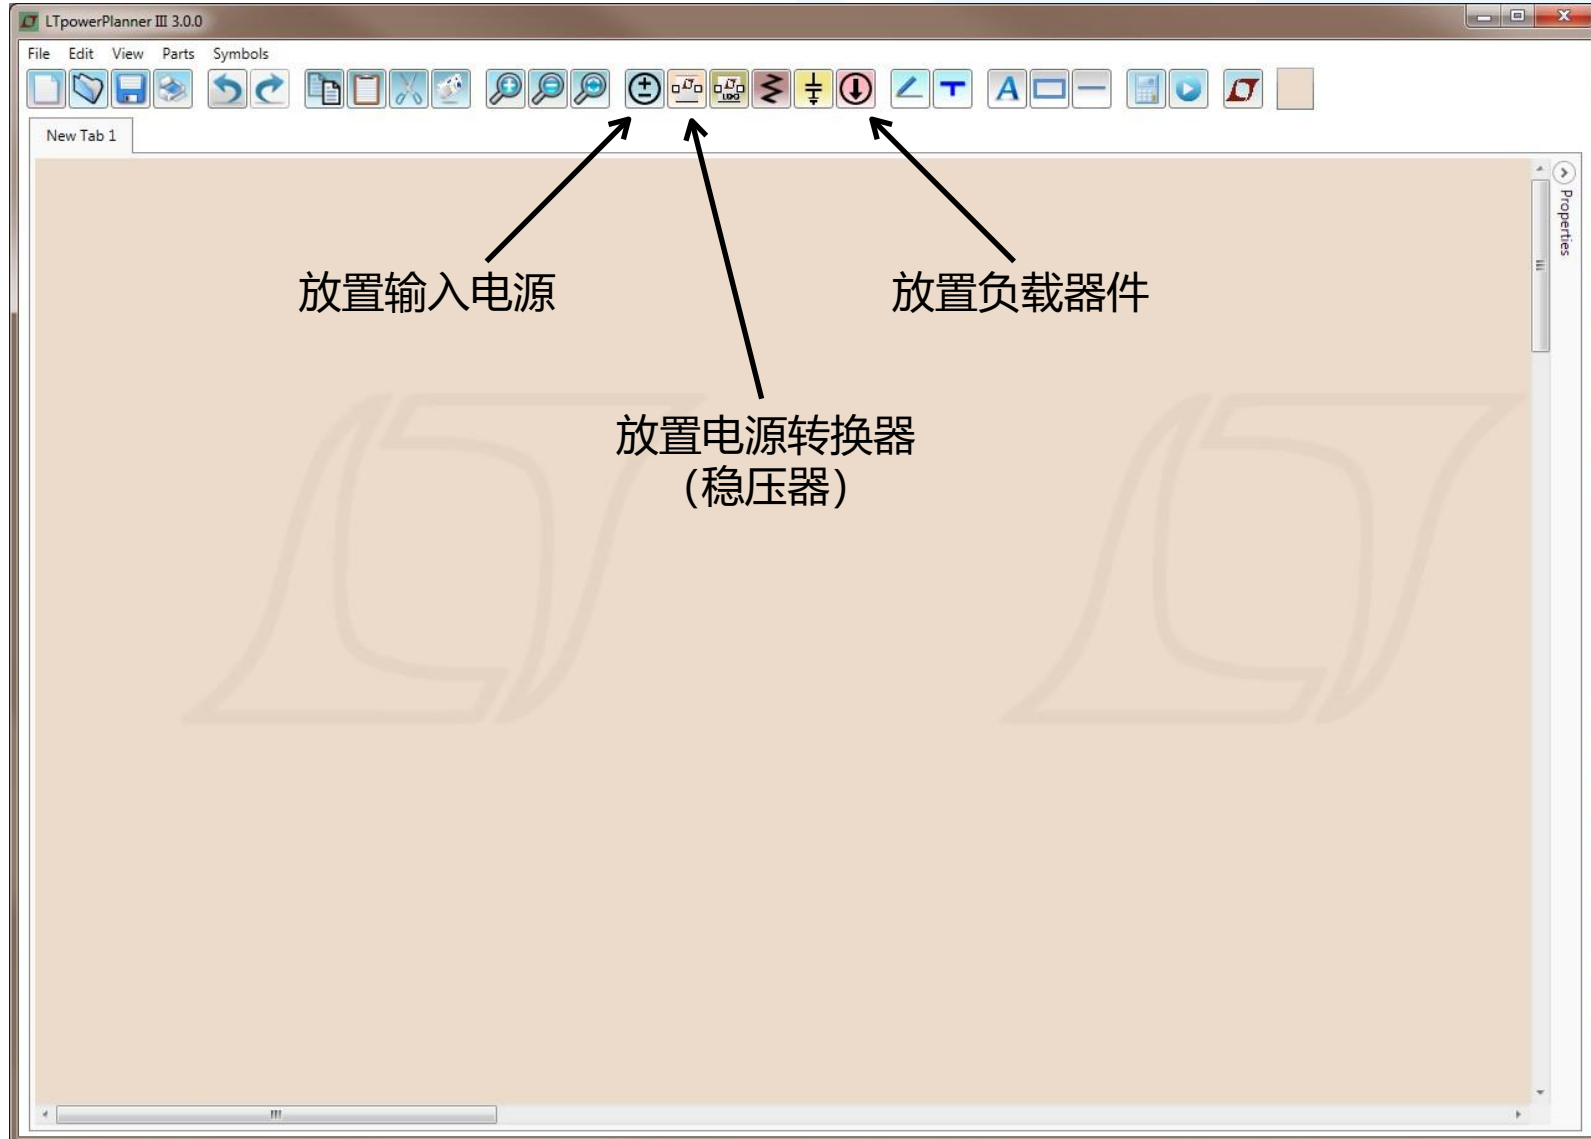 LTpowerPlanner III 3.0.0
File Edit View Parts Symbols
LDO
A
New Tab 1
Properties
放置输入电源
放置负载器件
放置电源转换器
（稳压器）